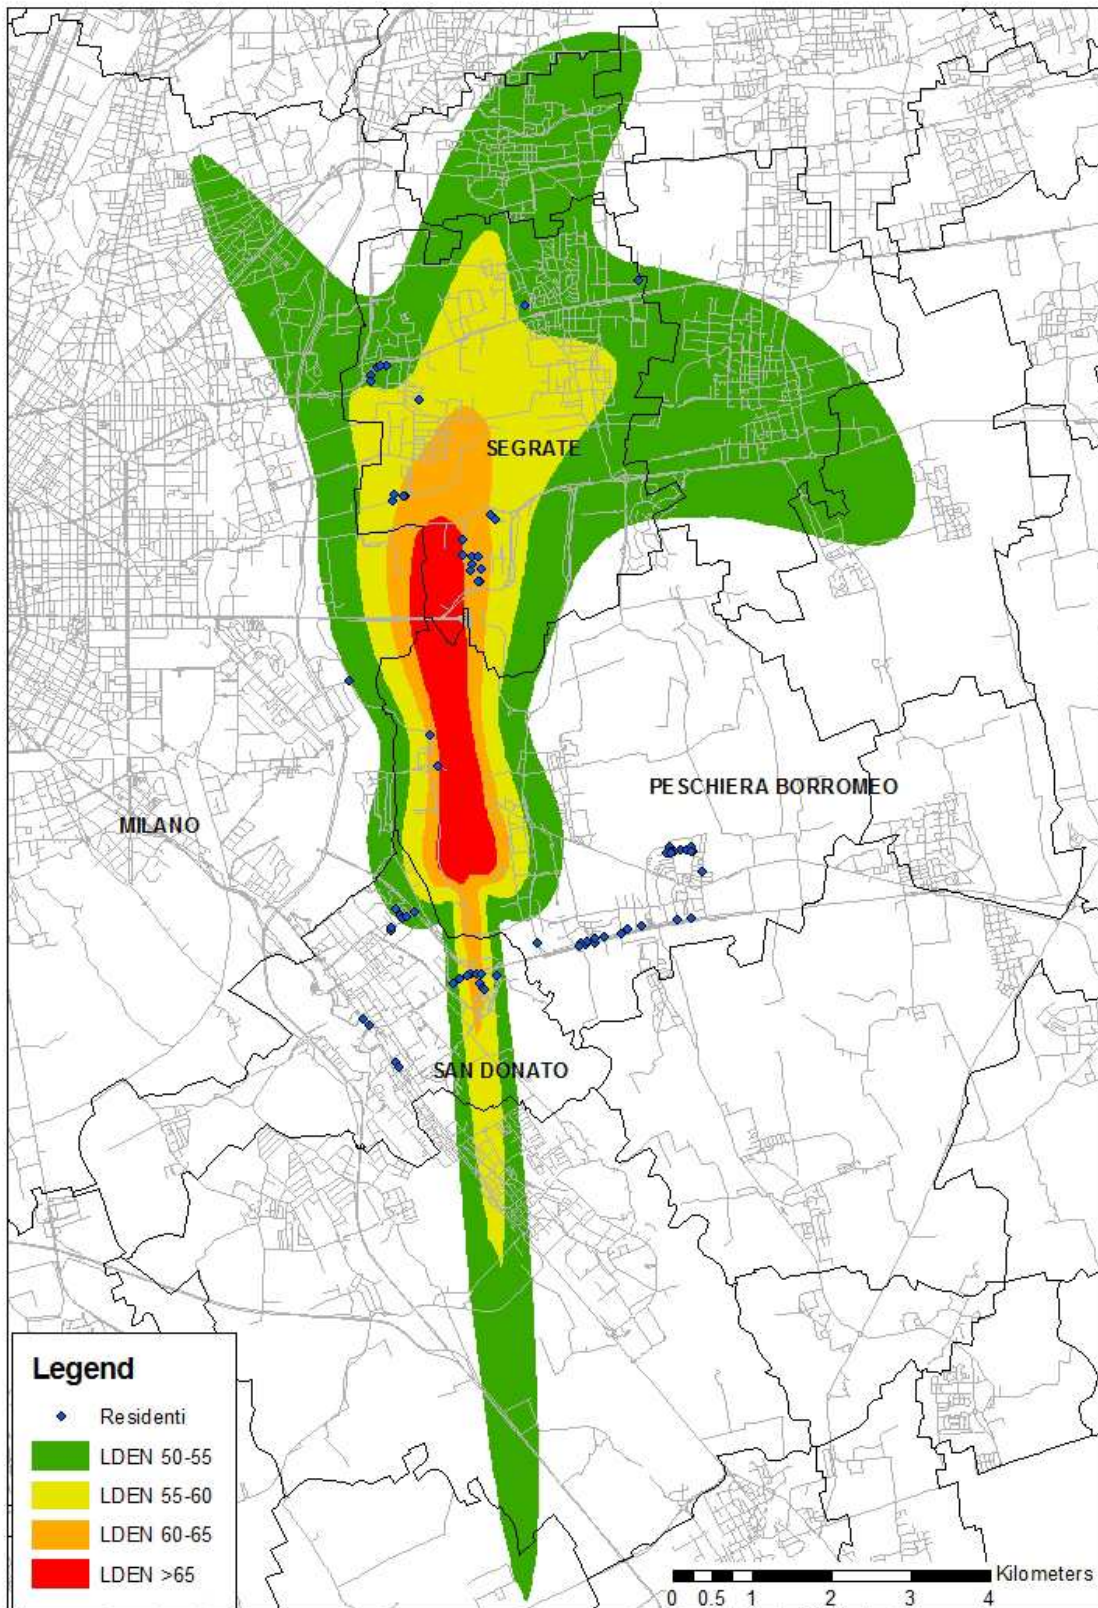 SEGRATE
PESCHIERA BORROMEO
MILANO
SAN DONATO
Legend
Residenti
LDEN 50-55
LDEN 55-60
LDEN 60-65
LDEN >65
Kilometers
0 0.5 1 2 3 4